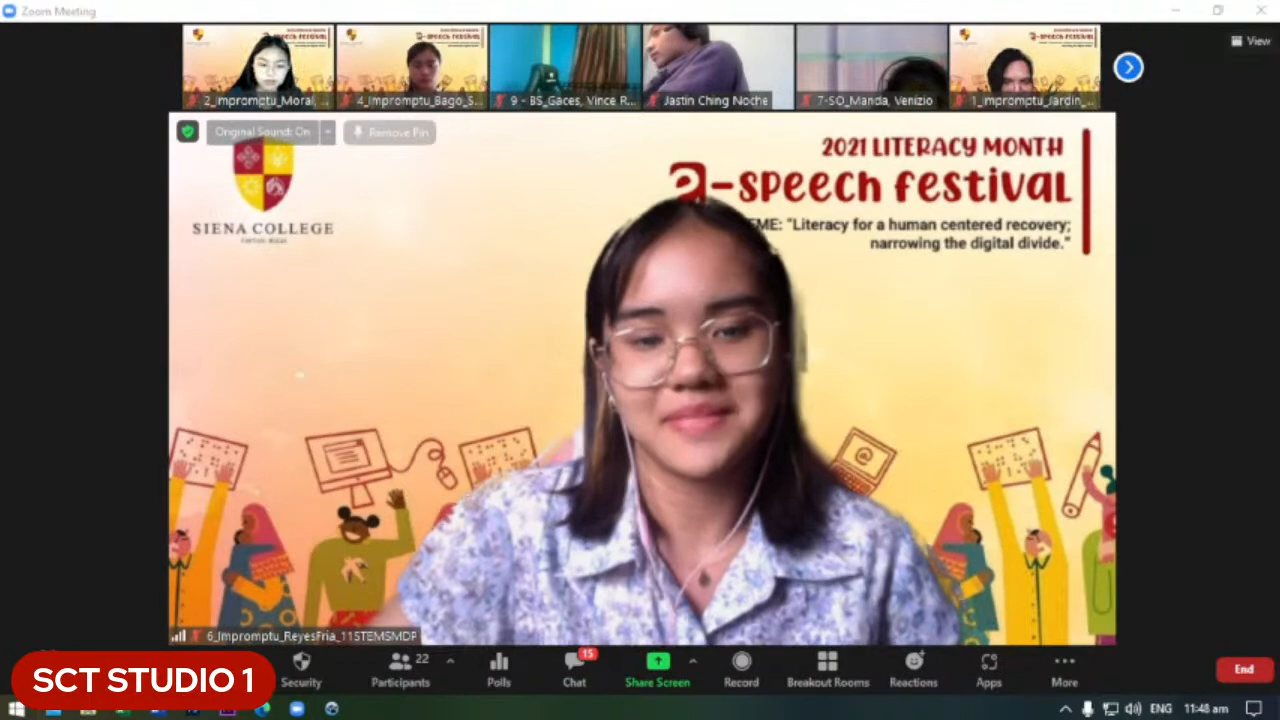 Zoom Meeting
2_Impromptu_Moral, ...
4_Impromptu_Bago_S...
9 - BS_Gaces, Vince R...
Jastin Ching Noche
7-SO_Manda, Venizio
1_Impromptu_Jardin_...
View
Original Sound: On
Remove Pin
SIENA COLLEGE
2021 LITERACY MONTH
e-SPEECH FESTIVAL
EME: “Literacy for a human centered recovery;
narrowing the digital divide.”
6_Impromptu_ReyesFria_11STEMSMDP
SCT STUDIO 1
Security
Participants
22
Polls
Chat
15
Share Screen
Record
Breakout Rooms
Reactions
Apps
More
End
ENG
11:48 am